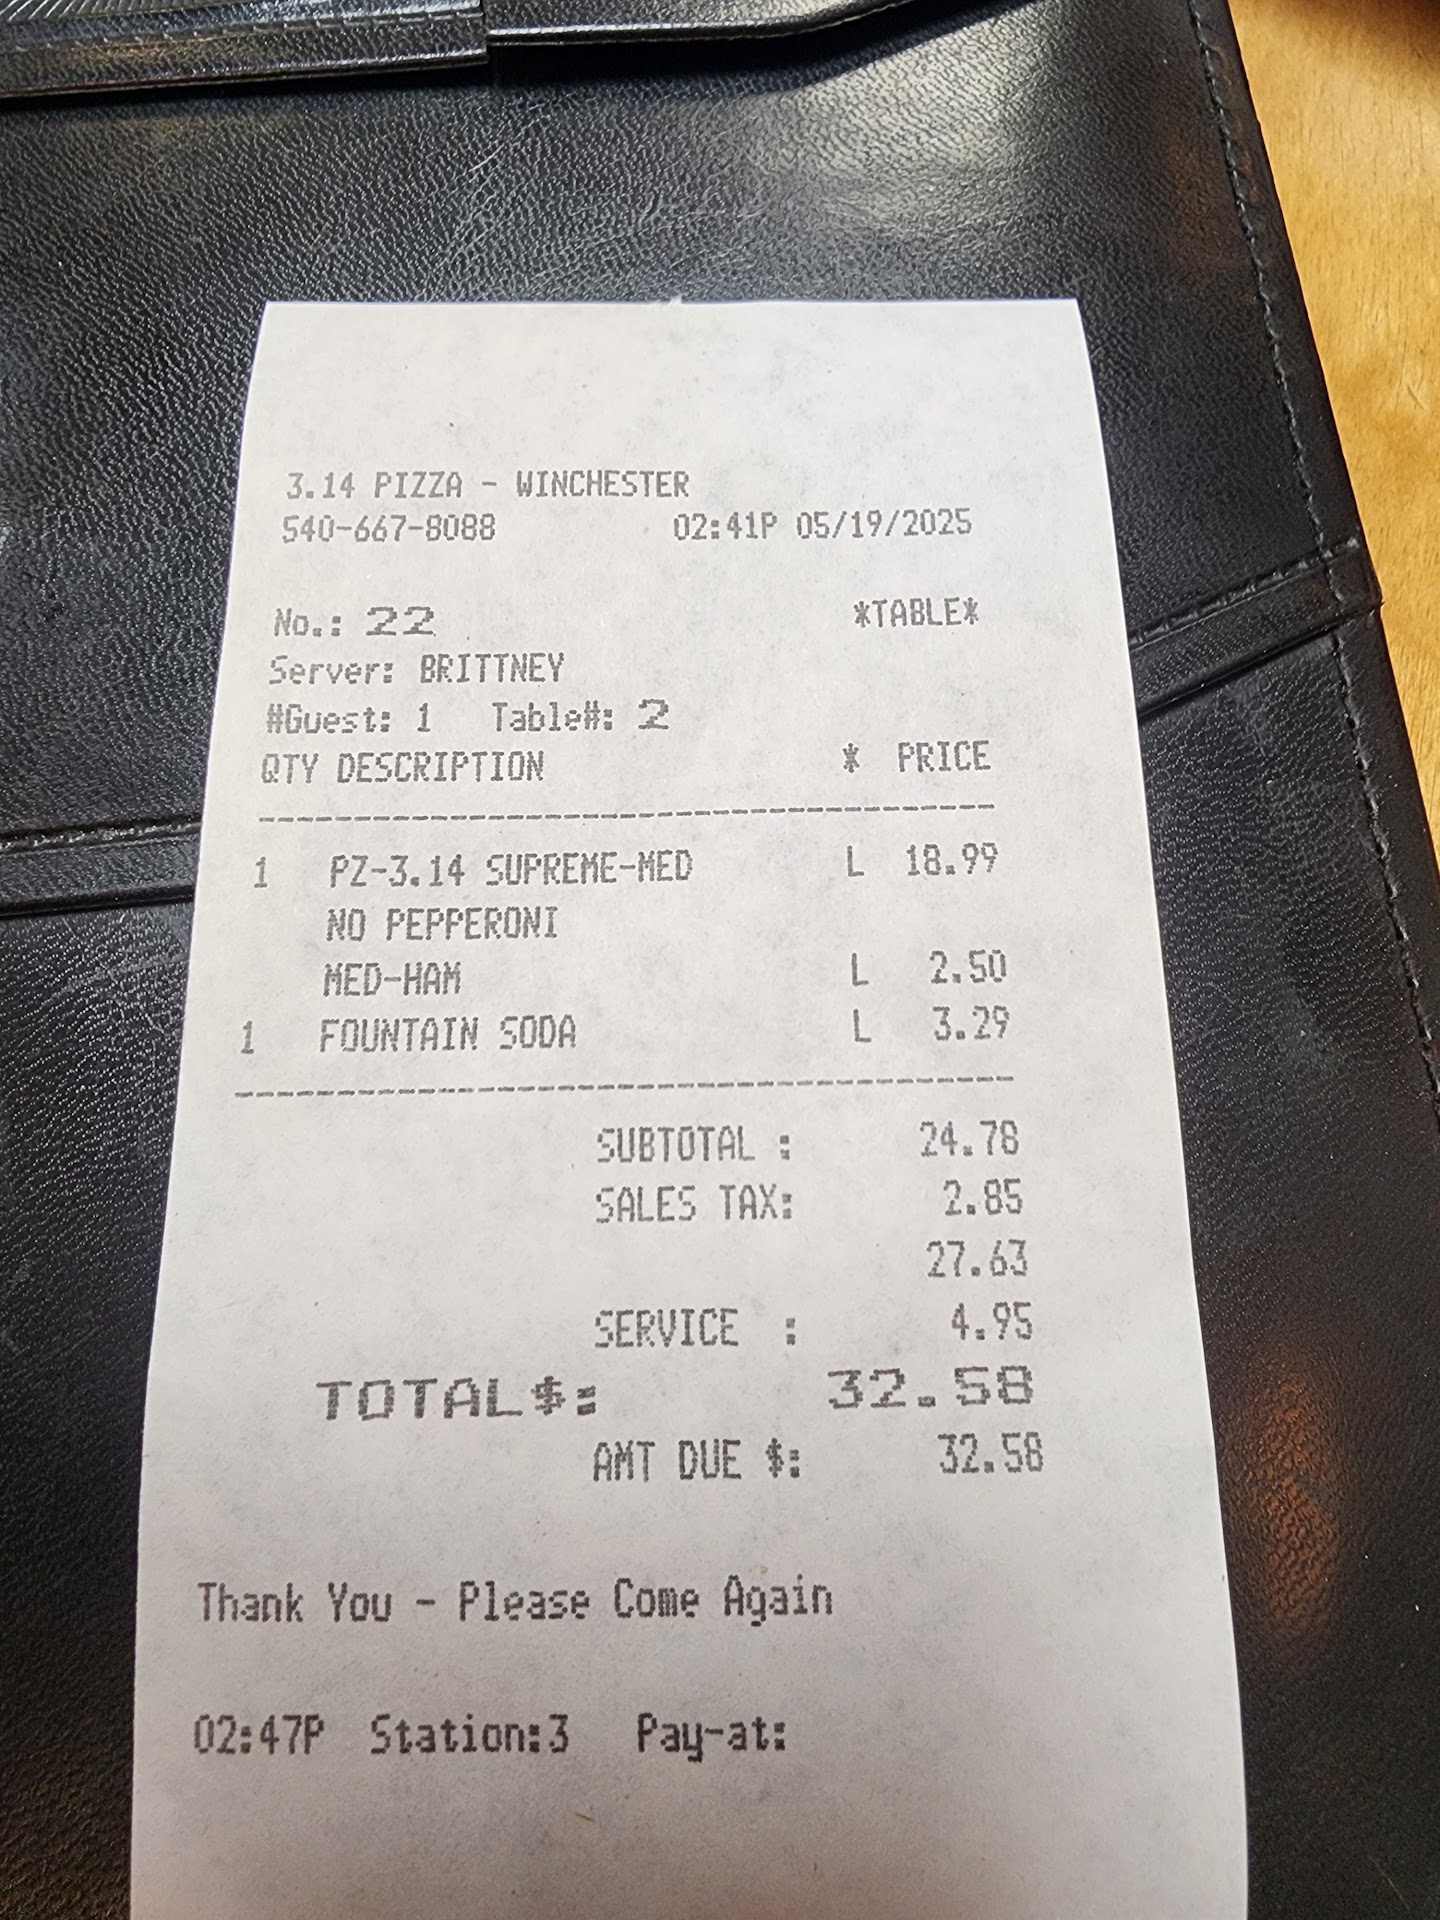 3.14 PIZZA - WINCHESTER
540-667-8088 02:41P 05/19/2025
No.: 22 *TABLE*
Server: BRITTNEY
#Guest: 1 Table#: 2
QTY DESCRIPTION * PRICE
1 PZ-3.14 SUPREME-MED L 18.99
NO PEPPERONI
MED-HAM L 2.50
1 FOUNTAIN SODA L 3.29
SUBTOTAL : 24.78
SALES TAX: 2.85
27.63
SERVICE : 4.95
TOTAL$: 32.58
AMT DUE $: 32.58
Thank You - Please Come Again
02:47P Station:3 Pay-at: